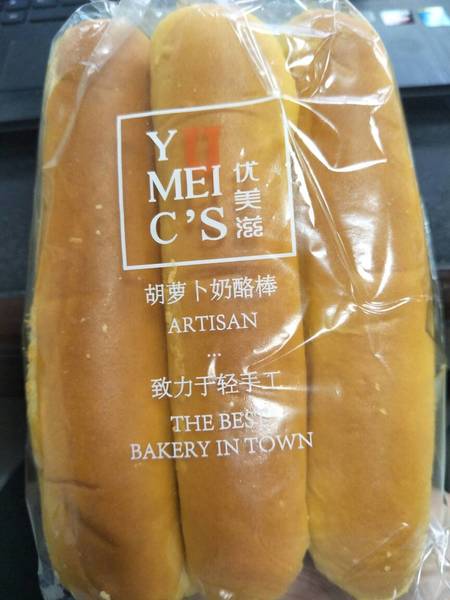 Y
MEI
C'S
优美滋
胡萝卜奶酪棒
ARTISAN
...
致力于轻手工
THE BEST
BAKERY IN TOWN